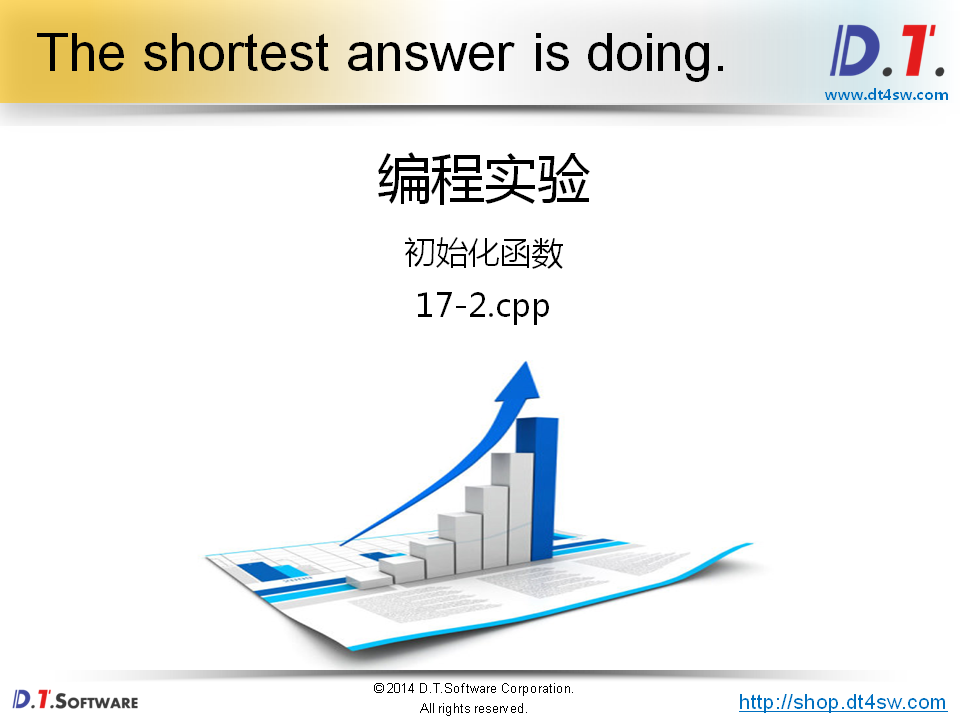 The shortest answer is doing.
D.T.
www.dt4sw.com
编程实验
初始化函数
17-2.cpp
2009
D.T.SOFTWARE
©2014 D.T.Software Corporation.
All rights reserved.
http://shop.dt4sw.com